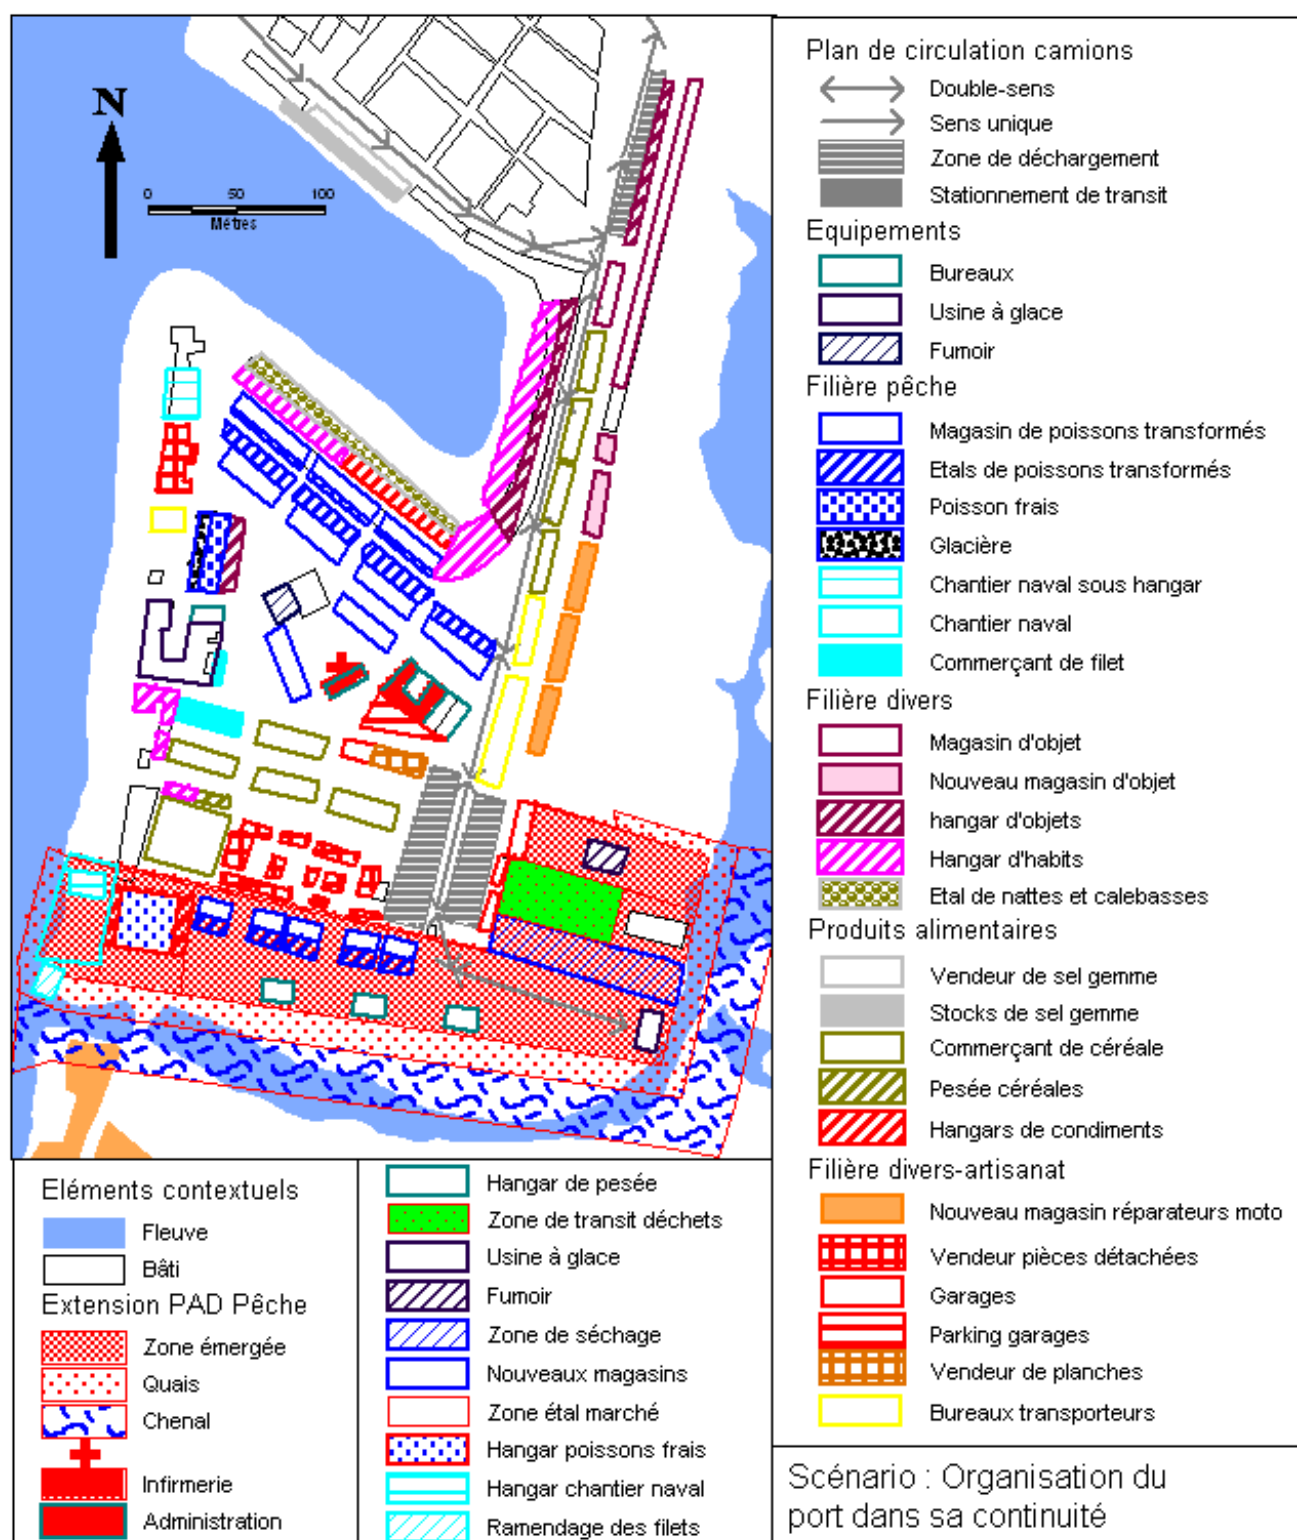 N
0 50 100
Métres
Plan de circulation camions
Double-sens
Sens unique
Zone de déchargement
Stationnement de transit
Equipements
Bureaux
Usine à glace
Fumoir
Filière pêche
Magasin de poissons transformés
Etals de poissons transformés
Poisson frais
Glacière
Chantier naval sous hangar
Chantier naval
Commerçant de filet
Filière divers
Magasin d'objet
Nouveau magasin d'objet
hangar d'objets
Hangar d'habits
Etal de nattes et calebasses
Produits alimentaires
Vendeur de sel gemme
Stocks de sel gemme
Commerçant de céréale
Pesée céréales
Hangars de condiments
Filière divers-artisanat
Nouveau magasin réparateurs moto
Vendeur pièces détachées
Garages
Parking garages
Vendeur de planches
Bureaux transporteurs
Eléments contextuels
Fleuve
Bâti
Extension PAD Pêche
Zone émergée
Quais
Chenal
Infirmerie
Administration
Hangar de pesée
Zone de transit déchets
Usine à glace
Fumoir
Zone de séchage
Nouveaux magasins
Zone étal marché
Hangar poissons frais
Hangar chantier naval
Ramendage des filets
Scénario : Organisation du
port dans sa continuité